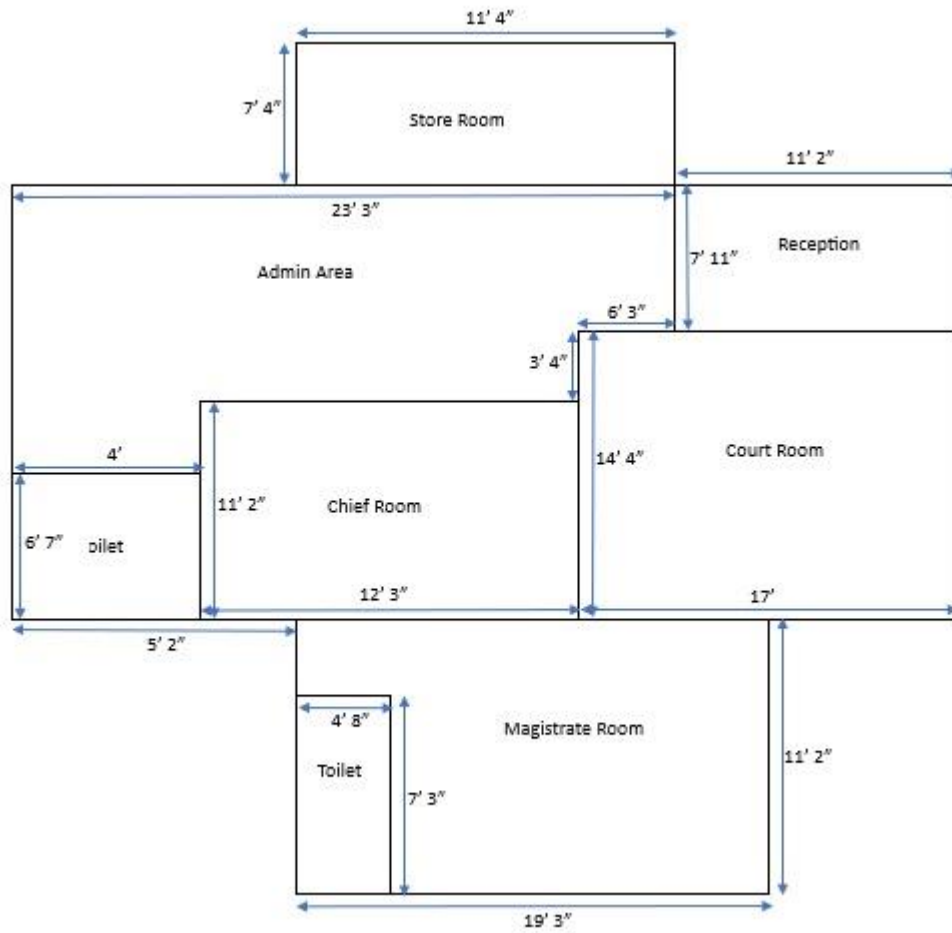 11' 4"
7' 4"
Store Room
11' 2"
23' 3"
Reception
7' 11"
Admin Area
6' 3"
3' 4"
4'
14' 4"
Court Room
11' 2"
Chief Room
6' 7"
oilet
12' 3"
17'
5' 2"
4' 8"
Magistrate Room
11' 2"
Toilet
7' 3"
19' 3"